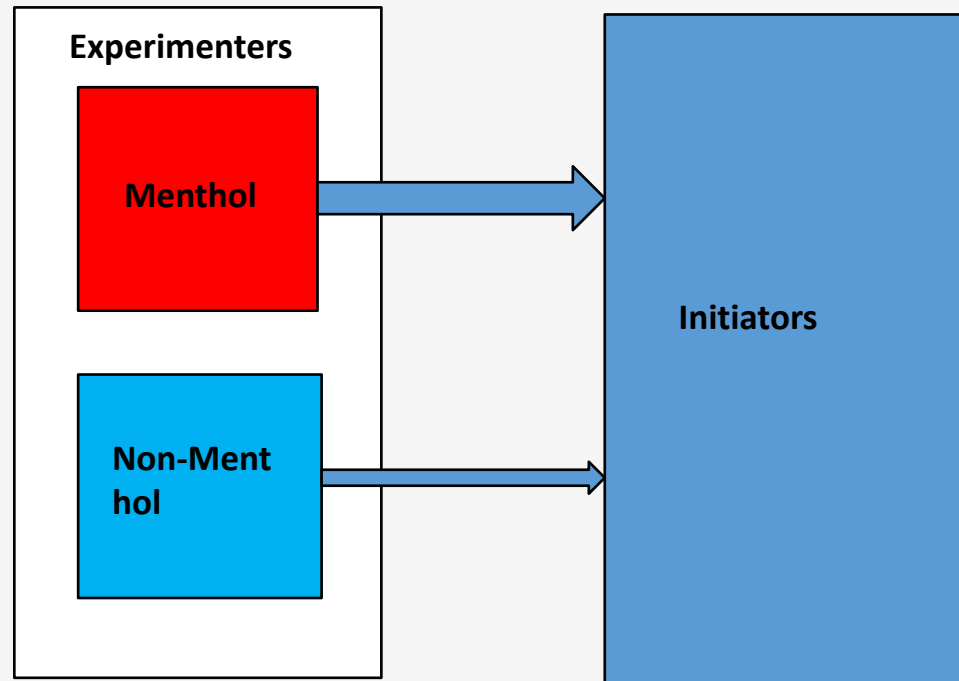 Experimenters
Menthol
Initiators
Non-Ment
hol